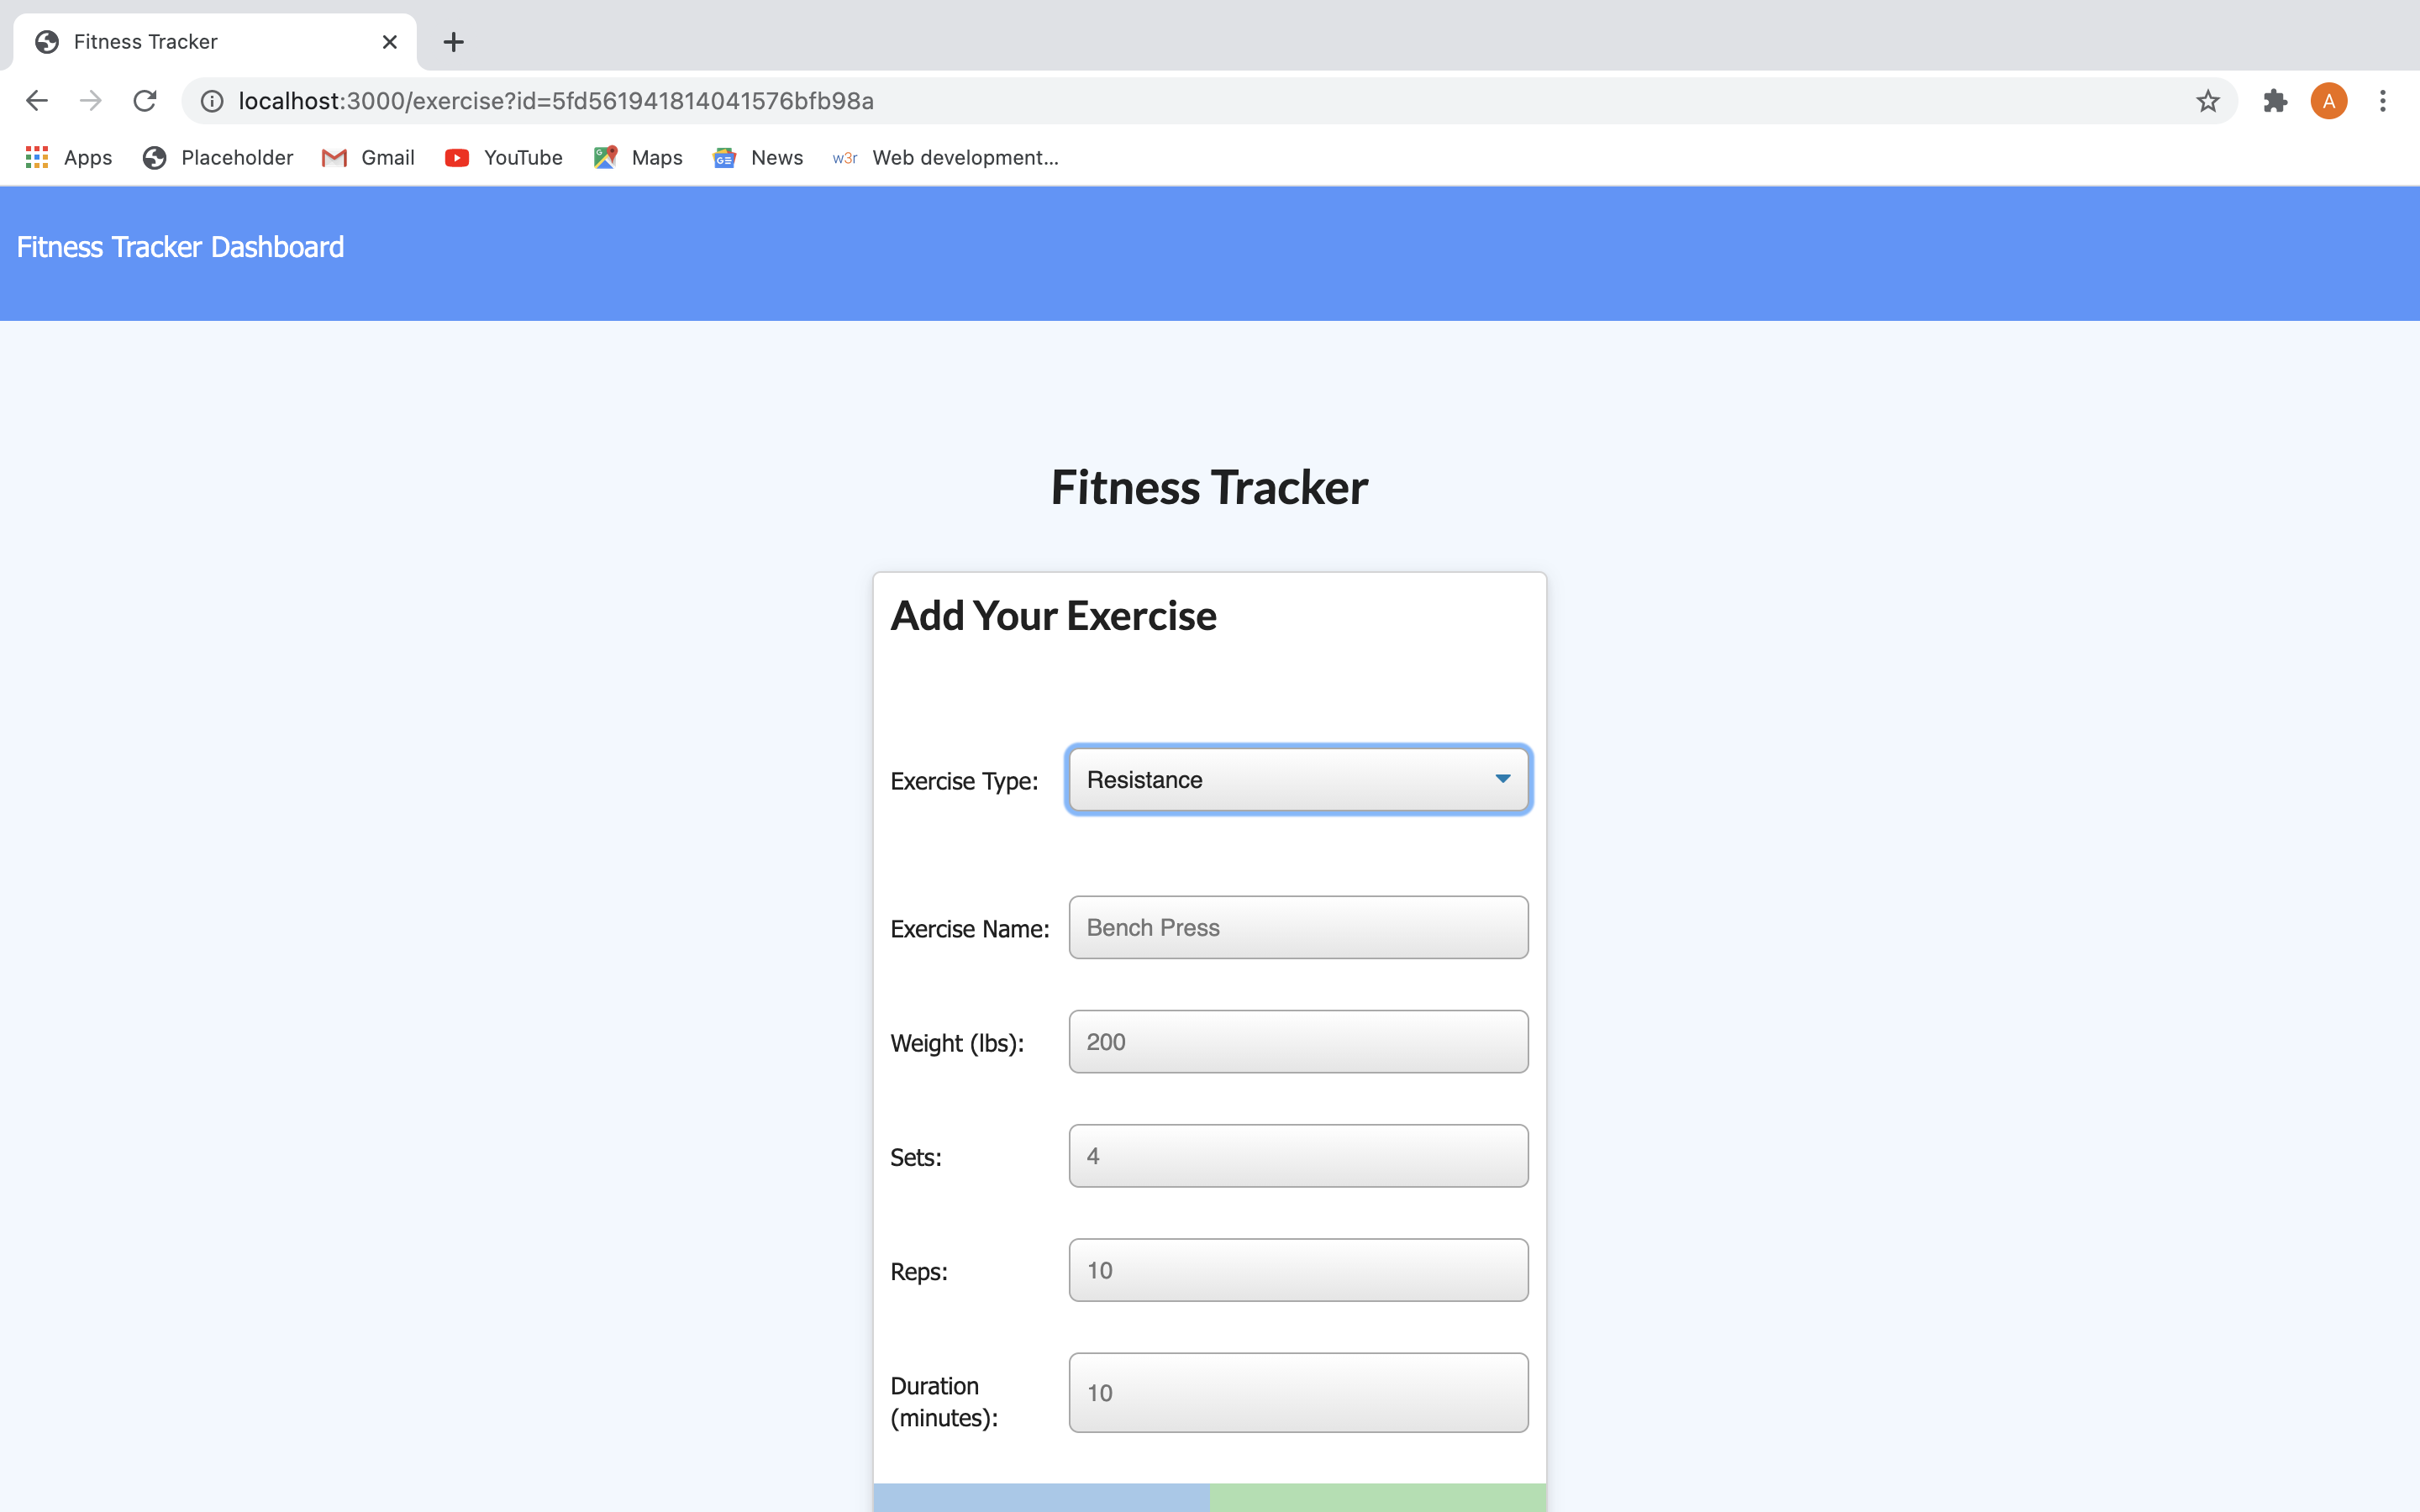 Fitness Tracker
localhost:3000/exercise?id=5fd561941814041576bfb98a
A
Apps Placeholder Gmail YouTube Maps News w3r Web development...
Fitness Tracker Dashboard
Fitness Tracker
Add Your Exercise
Exercise Type: Resistance
Exercise Name: Bench Press
Weight (lbs): 200
Sets: 4
Reps: 10
Duration (minutes): 10